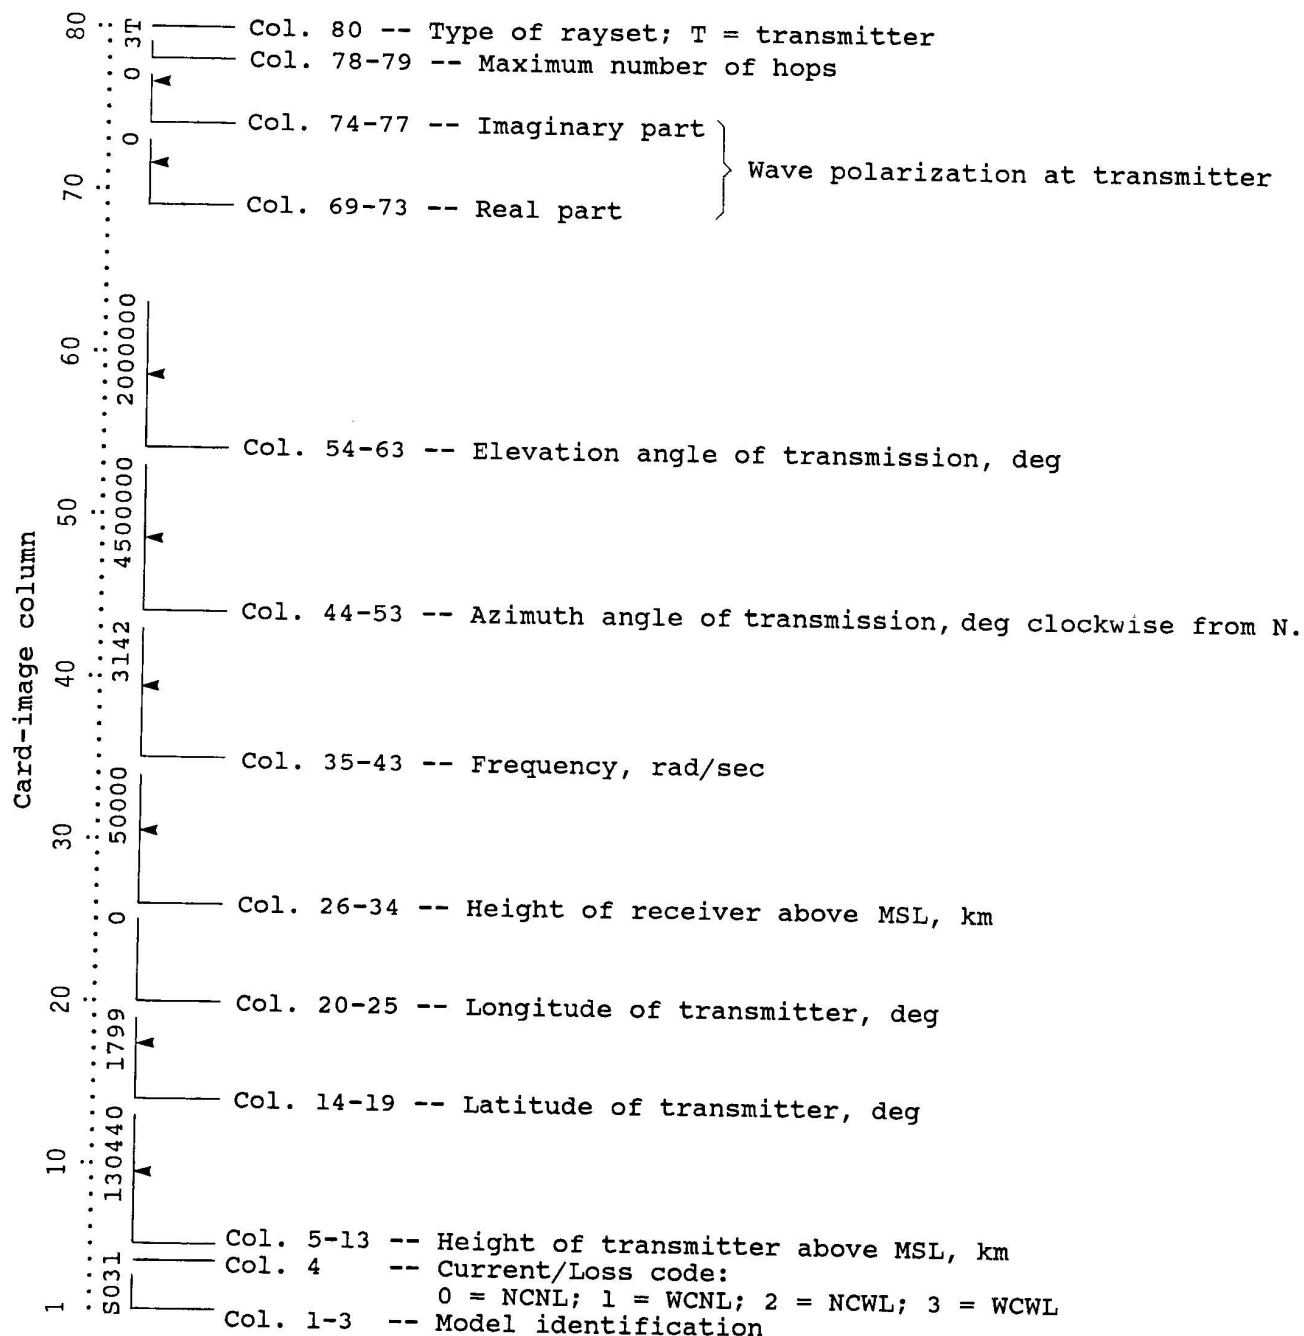 Col. 80 -- Type of rayset; T = transmitter
Col. 78-79 -- Maximum number of hops
Col. 74-77 -- Imaginary part
Wave polarization at transmitter
Col. 69-73 -- Real part
Col. 54-63 -- Elevation angle of transmission, deg
Col. 44-53 -- Azimuth angle of transmission, deg clockwise from N.
Col. 35-43 -- Frequency, rad/sec
Col. 26-34 -- Height of receiver above MSL, km
Col. 20-25 -- Longitude of transmitter, deg
Col. 14-19 -- Latitude of transmitter, deg
Col. 5-13 -- Height of transmitter above MSL, km
Col. 4 -- Current/Loss code:
0 = NCNL; 1 = WCNL; 2 = NCWL; 3 = WCWL
Col. 1-3 -- Model identification
Card-image column
1 10 20 30 40 50 60 70 80
S031 130440 1799 0 50000 3142 4500000 2000000 0 0 3T